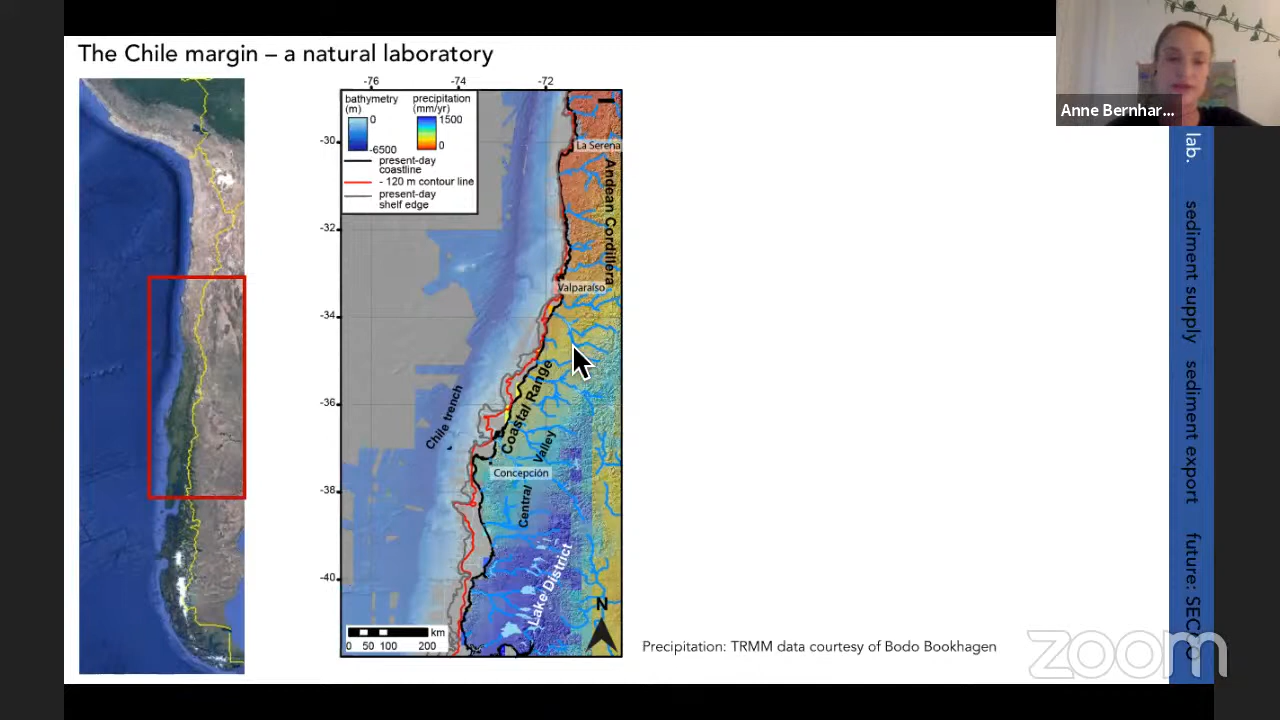 The Chile margin – a natural laboratory
Anne Bernhar...
-76 -74 -72
bathymetry
(m)
0
-6500
precipitation
(mm/yr)
1500
0
present-day
coastline
- 120 m contour line
present-day
shelf edge
-30
-32
-34
-36
-38
-40
La Serena
Andean Cordillera
Valparaíso
Coastal Range
Chile trench
Valley
Concepción
Central
Lake District
N
km
0 50 100 200
Precipitation: TRMM data courtesy of Bodo Bookhagen
lab.
sediment supply
sediment export
future:
zoom